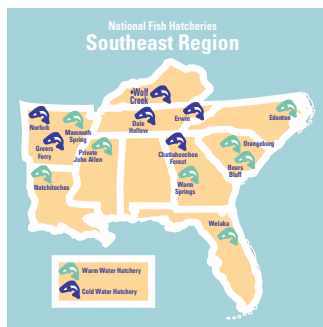 National Fish Hatcheries
Southeast Region
•Wolf
Creek
Norfork
Mammoth
Spring
Dale
Hollow
Erwin
Edenton
Greers
Ferry
Private
John Allen
Chattahoochee
Forest
Orangeburg
Bears
Bluff
Natchitoches
Warm
Springs
Welaka
Warm Water Hatchery
Cold Water Hatchery